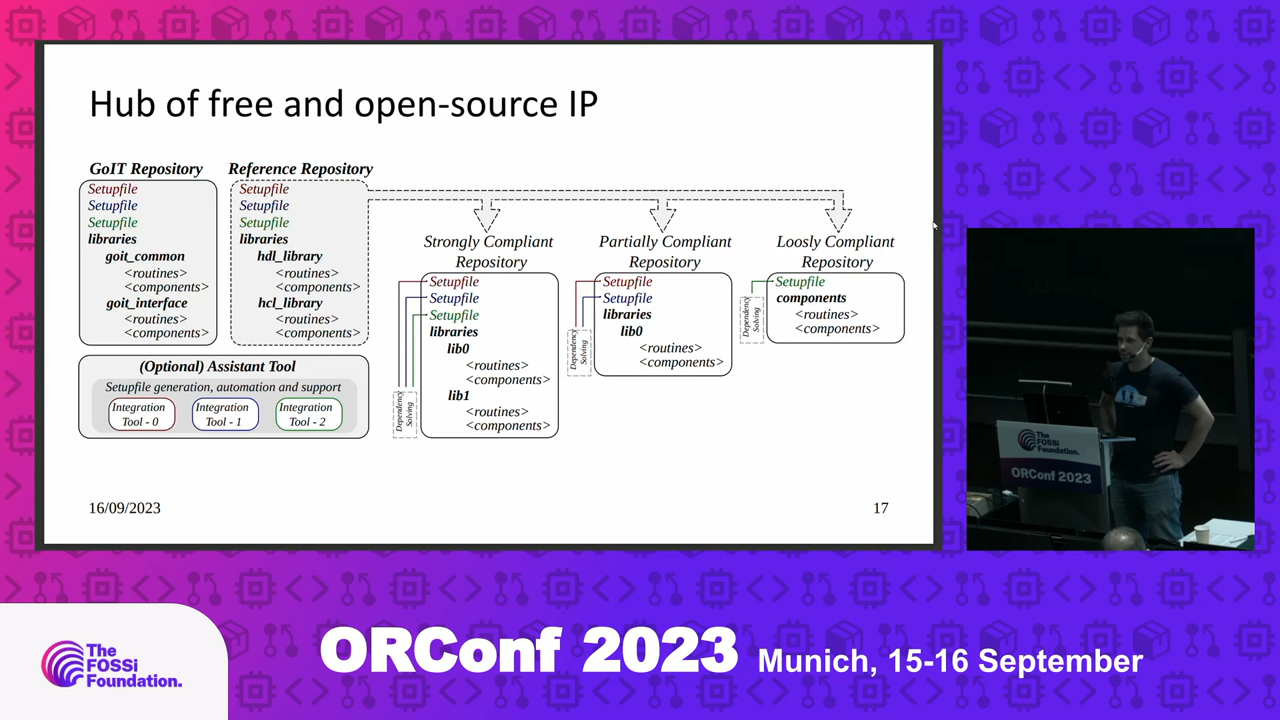 Hub of free and open-source IP
GoIT Repository
Setupfile
Setupfile
Setupfile
libraries
goit_common
<routines>
<components>
goit_interface
<routines>
<components>
Reference Repository
Setupfile
Setupfile
Setupfile
libraries
hdl_library
<routines>
<components>
hcl_library
<routines>
<components>
(Optional) Assistant Tool
Setupfile generation, automation and support
Integration
Tool - 0
Integration
Tool - 1
Integration
Tool - 2
Strongly Compliant
Repository
Setupfile
Setupfile
Setupfile
libraries
lib0
<routines>
<components>
lib1
<routines>
<components>
Dependency
Solving
Partially Compliant
Repository
Setupfile
Setupfile
libraries
lib0
<routines>
<components>
Dependency
Solving
Loosly Compliant
Repository
Setupfile
components
<routines>
<components>
Dependency
Solving
16/09/2023
17
The
FOSSi
Foundation.
ORConf 2023
The
FOSSi
Foundation.
ORConf 2023
Munich, 15-16 September